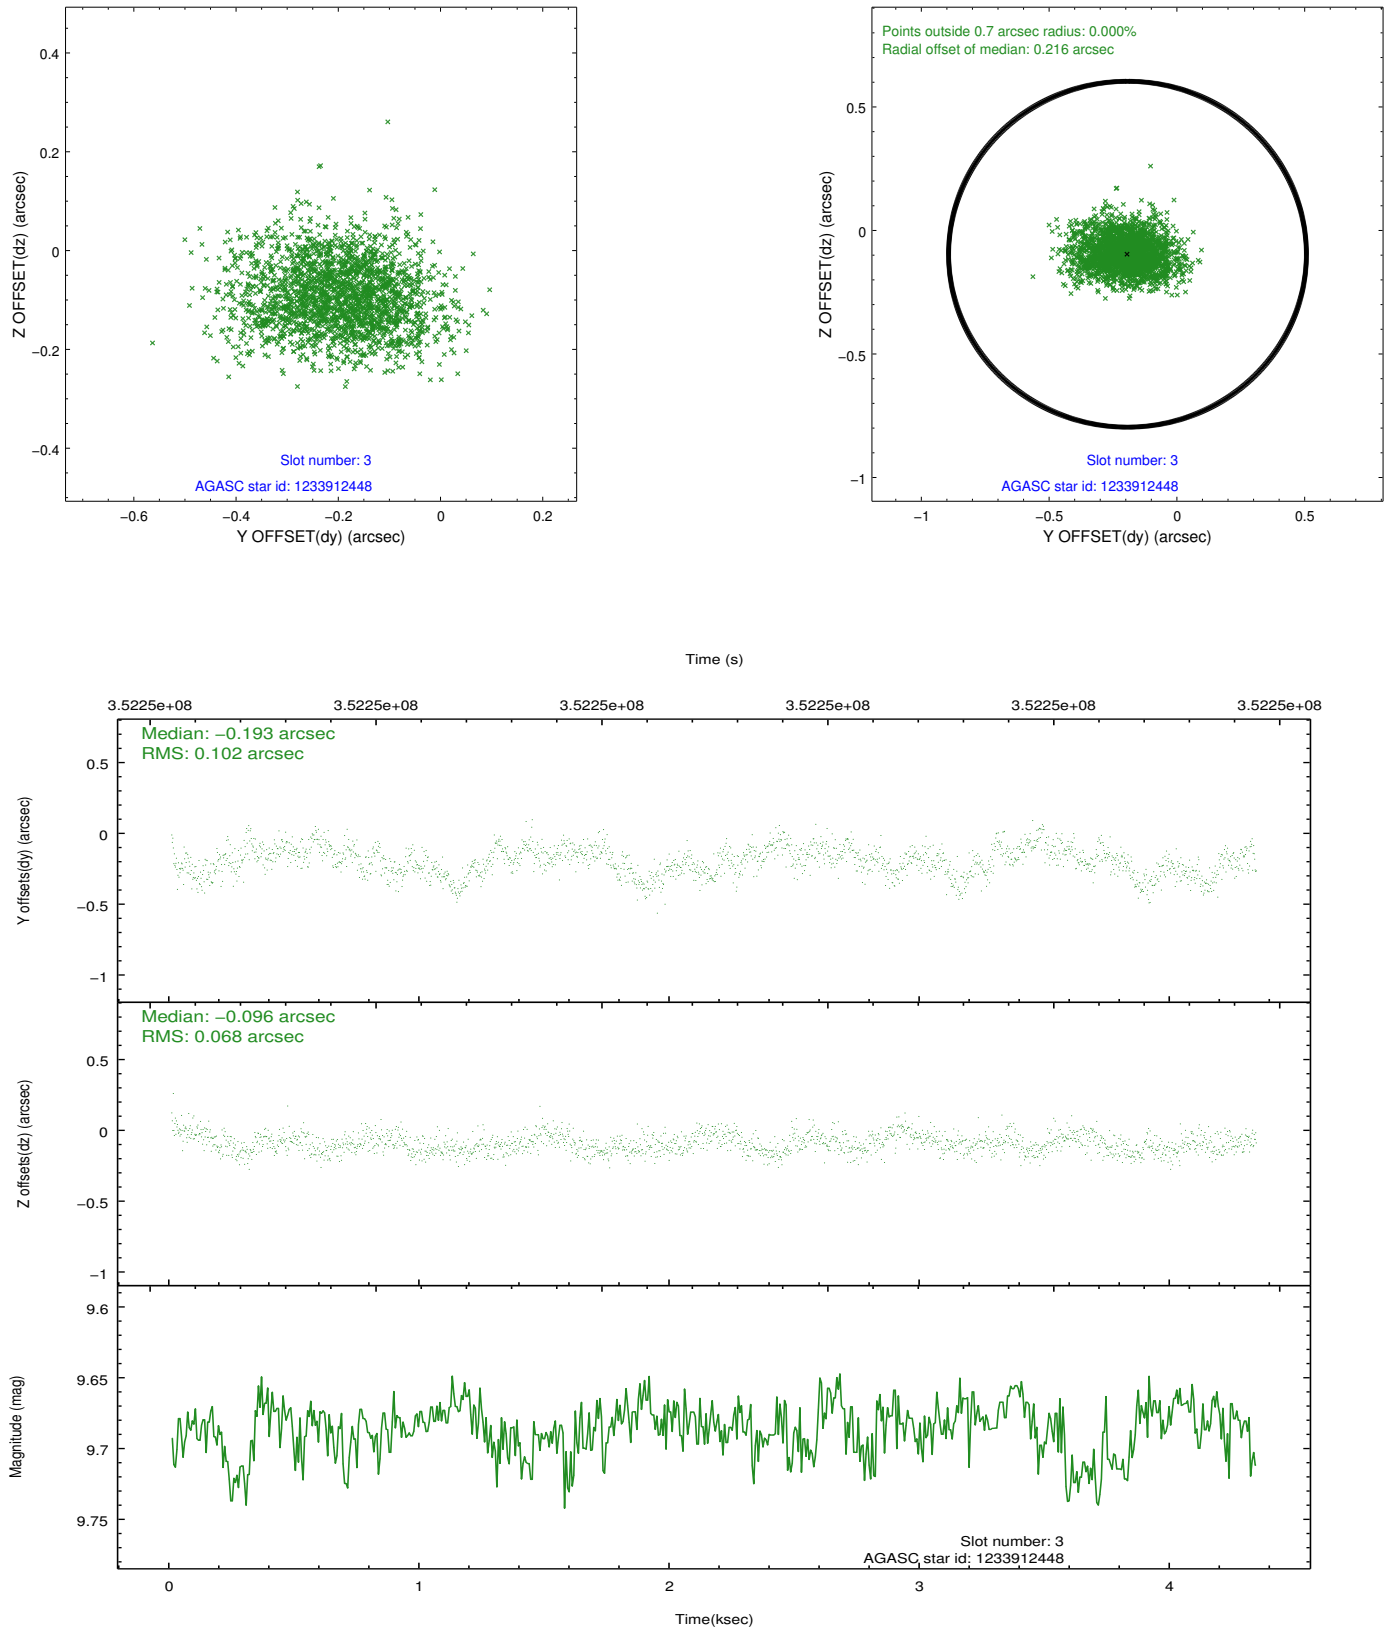 0.4
0.2
0
−0.2
−0.4
Z OFFSET(dz) (arcsec)
Slot number: 3
AGASC star id: 1233912448
−0.6 −0.4 −0.2 0 0.2
Y OFFSET(dy) (arcsec)
Points outside 0.7 arcsec radius: 0.000%
Radial offset of median: 0.216 arcsec
0.5
0
−0.5
−1
Z OFFSET(dz) (arcsec)
Slot number: 3
AGASC star id: 1233912448
−1 −0.5 0 0.5
Y OFFSET(dy) (arcsec)
Time (s)
3.5225e+08 3.5225e+08 3.5225e+08 3.5225e+08 3.5225e+08 3.5225e+08
Median: −0.193 arcsec
RMS: 0.102 arcsec
0.5
0
−0.5
−1
Y offsets(dy) (arcsec)
Median: −0.096 arcsec
RMS: 0.068 arcsec
0.5
0
−0.5
−1
Z offsets(dz) (arcsec)
9.6
9.65
9.7
9.75
Magnitude (mag)
Slot number: 3
AGASC star id: 1233912448
0 1 2 3 4
Time(ksec)